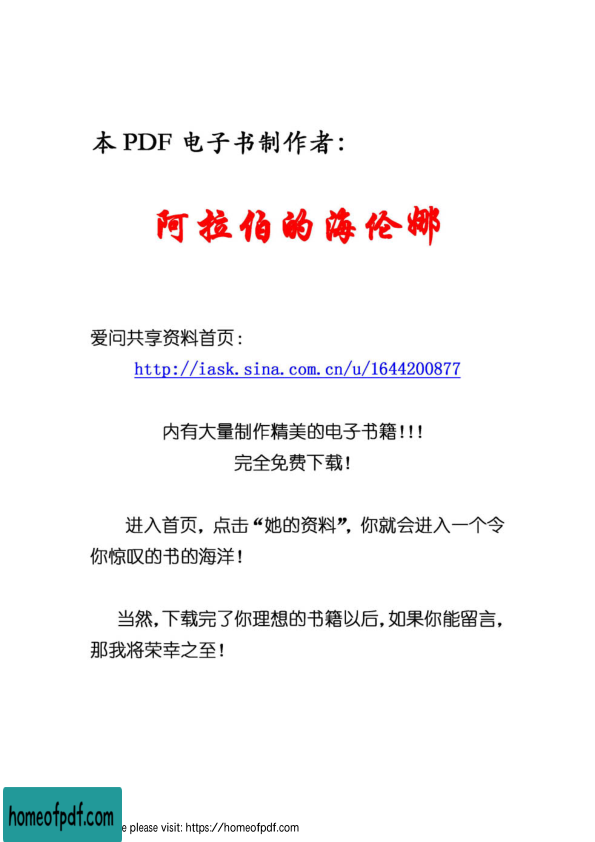 本 PDF 电子书制作者：
阿拉伯的海伦娜
爱问共享资料首页：
http://iask.sina.com.cn/u/1644200877
内有大量制作精美的电子书籍！！！
完全免费下载！
进入首页，点击“她的资料”，你就会进入一个令
你惊叹的书的海洋！
当然，下载完了你理想的书籍以后，如果你能留言，
那我将荣幸之至！
homeofpdf.com
e please visit: https://homeofpdf.com